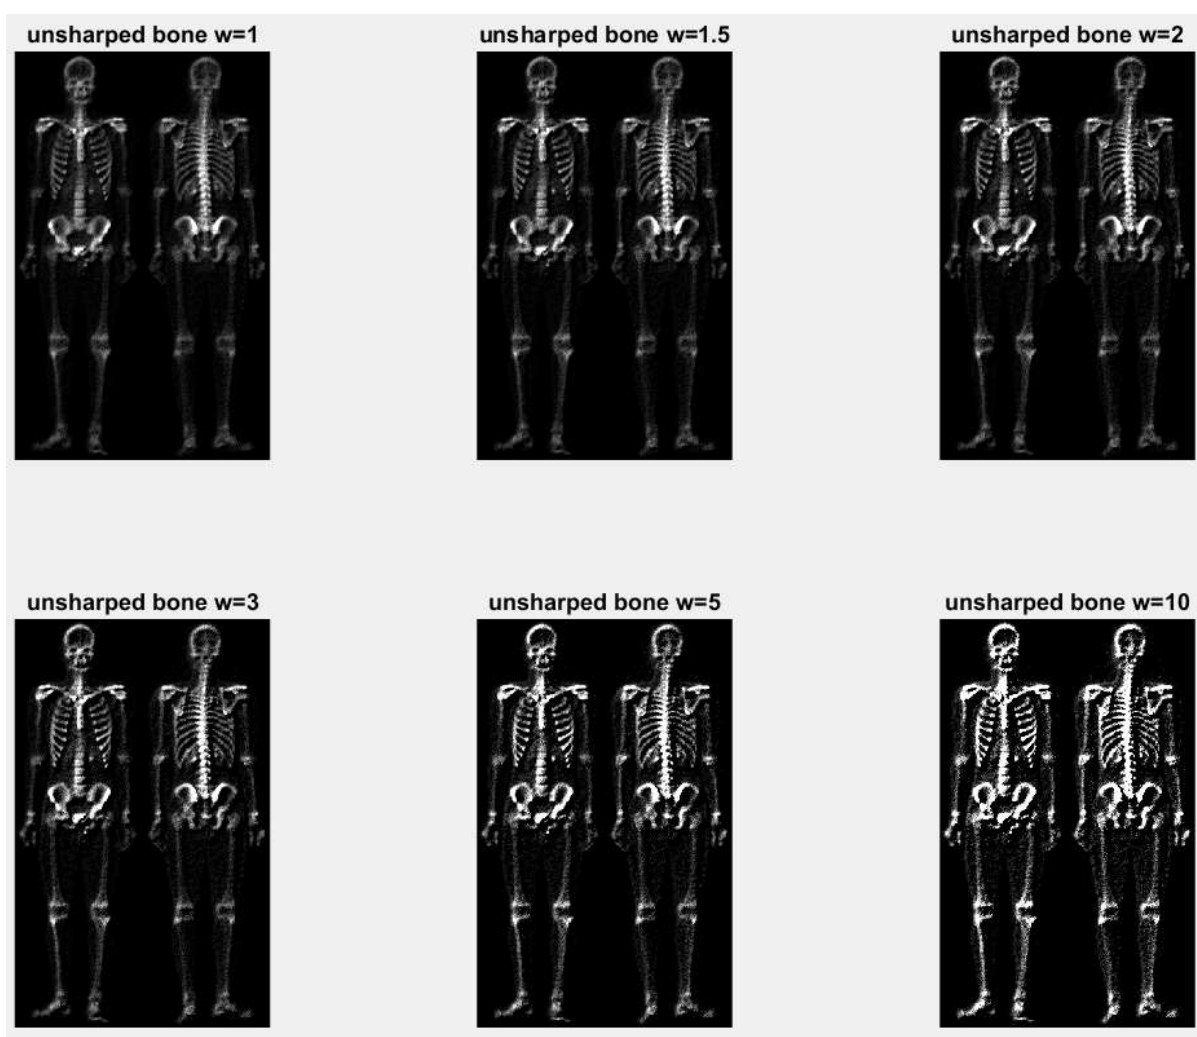 unsharped bone w=1
unsharped bone w=1.5
unsharped bone w=2
unsharped bone w=3
unsharped bone w=5
unsharped bone w=10